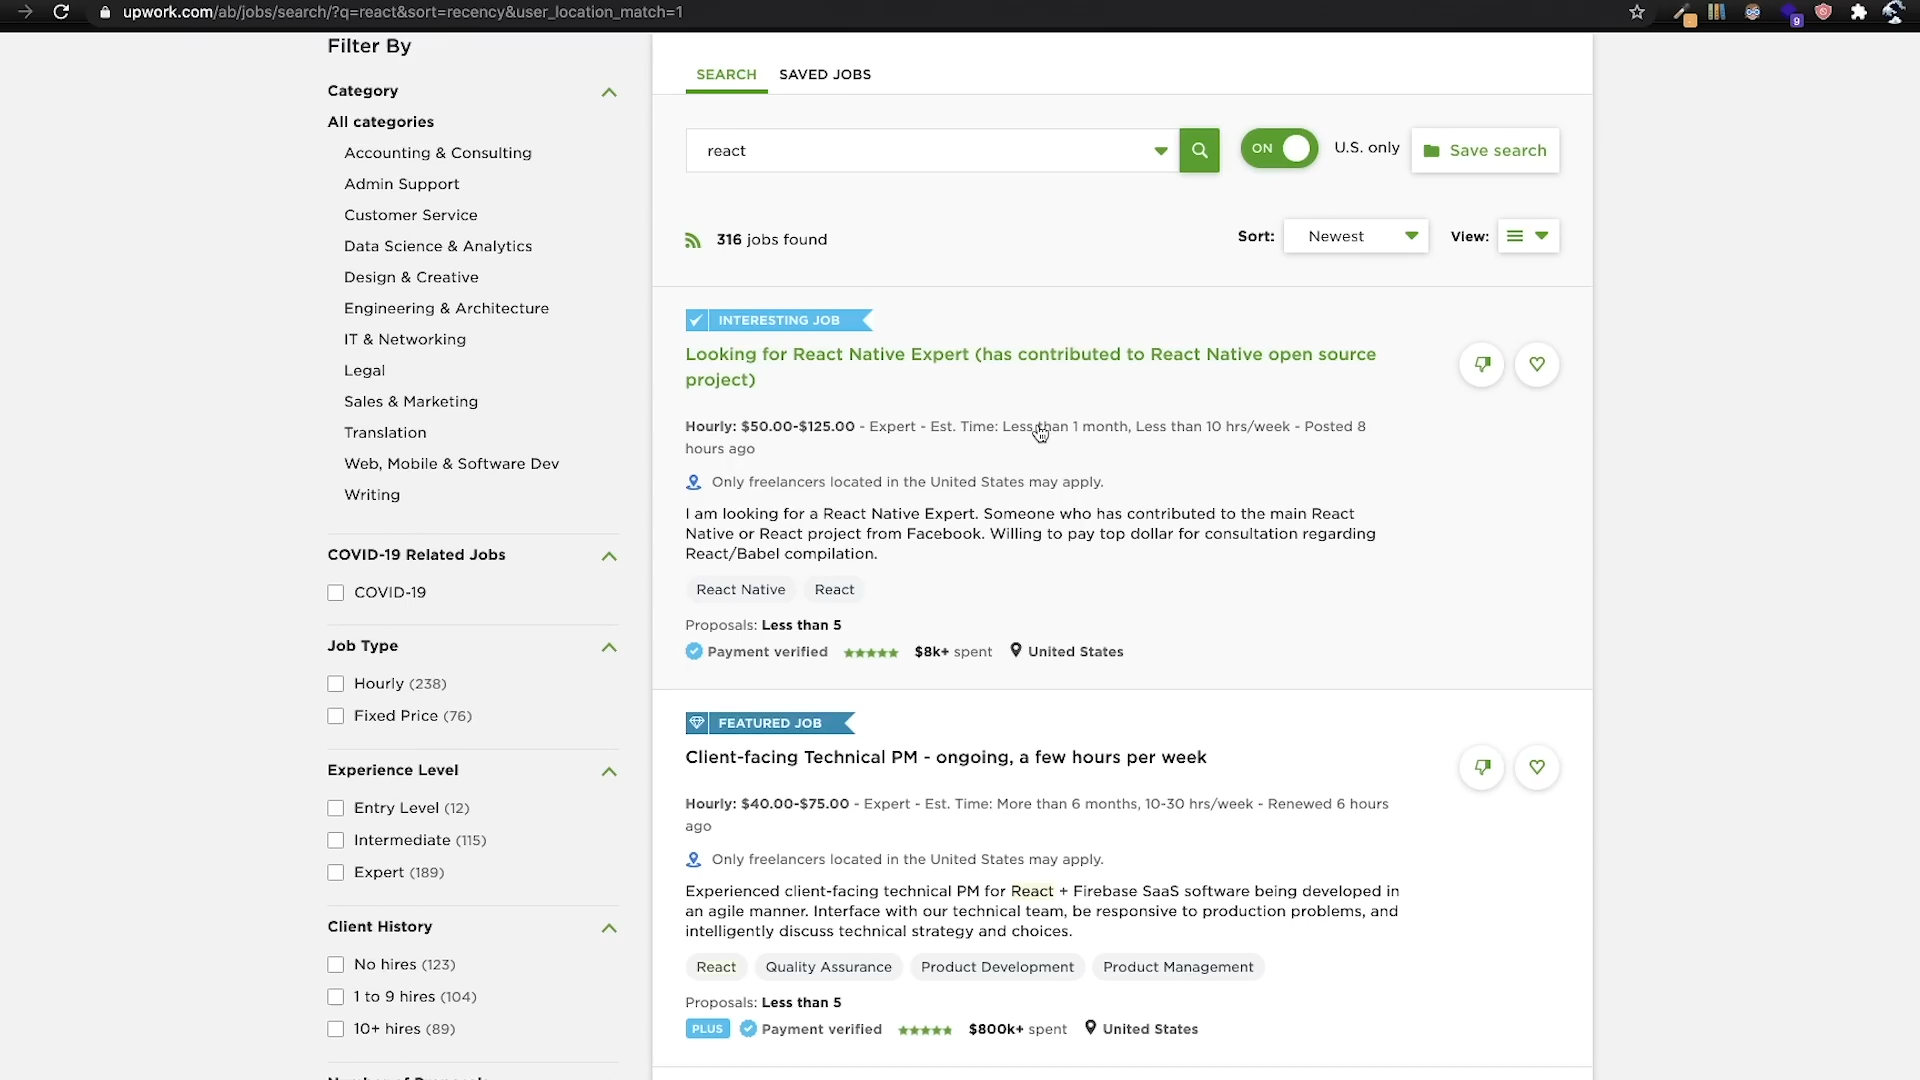 upwork.com/ab/jobs/search/?q=react&sort=recency&user_location_match=1
9
Filter By
Category
All categories
Accounting & Consulting
Admin Support
Customer Service
Data Science & Analytics
Design & Creative
Engineering & Architecture
IT & Networking
Legal
Sales & Marketing
Translation
Web, Mobile & Software Dev
Writing
COVID-19 Related Jobs
COVID-19
Job Type
Hourly (238)
Fixed Price (76)
Experience Level
Entry Level (12)
Intermediate (115)
Expert (189)
Client History
No hires (123)
1 to 9 hires (104)
10+ hires (89)
SEARCH SAVED JOBS
react
ON U.S. only Save search
316 jobs found
Sort: Newest View:
INTERESTING JOB
Looking for React Native Expert (has contributed to React Native open source
project)
Hourly: $50.00-$125.00 - Expert - Est. Time: Less than 1 month, Less than 10 hrs/week - Posted 8
hours ago
Only freelancers located in the United States may apply.
I am looking for a React Native Expert. Someone who has contributed to the main React
Native or React project from Facebook. Willing to pay top dollar for consultation regarding
React/Babel compilation.
React Native React
Proposals: Less than 5
Payment verified $8k+ spent United States
FEATURED JOB
Client-facing Technical PM - ongoing, a few hours per week
Hourly: $40.00-$75.00 - Expert - Est. Time: More than 6 months, 10-30 hrs/week - Renewed 6 hours
ago
Only freelancers located in the United States may apply.
Experienced client-facing technical PM for React + Firebase SaaS software being developed in
an agile manner. Interface with our technical team, be responsive to production problems, and
intelligently discuss technical strategy and choices.
React Quality Assurance Product Development Product Management
Proposals: Less than 5
PLUS Payment verified $800k+ spent United States